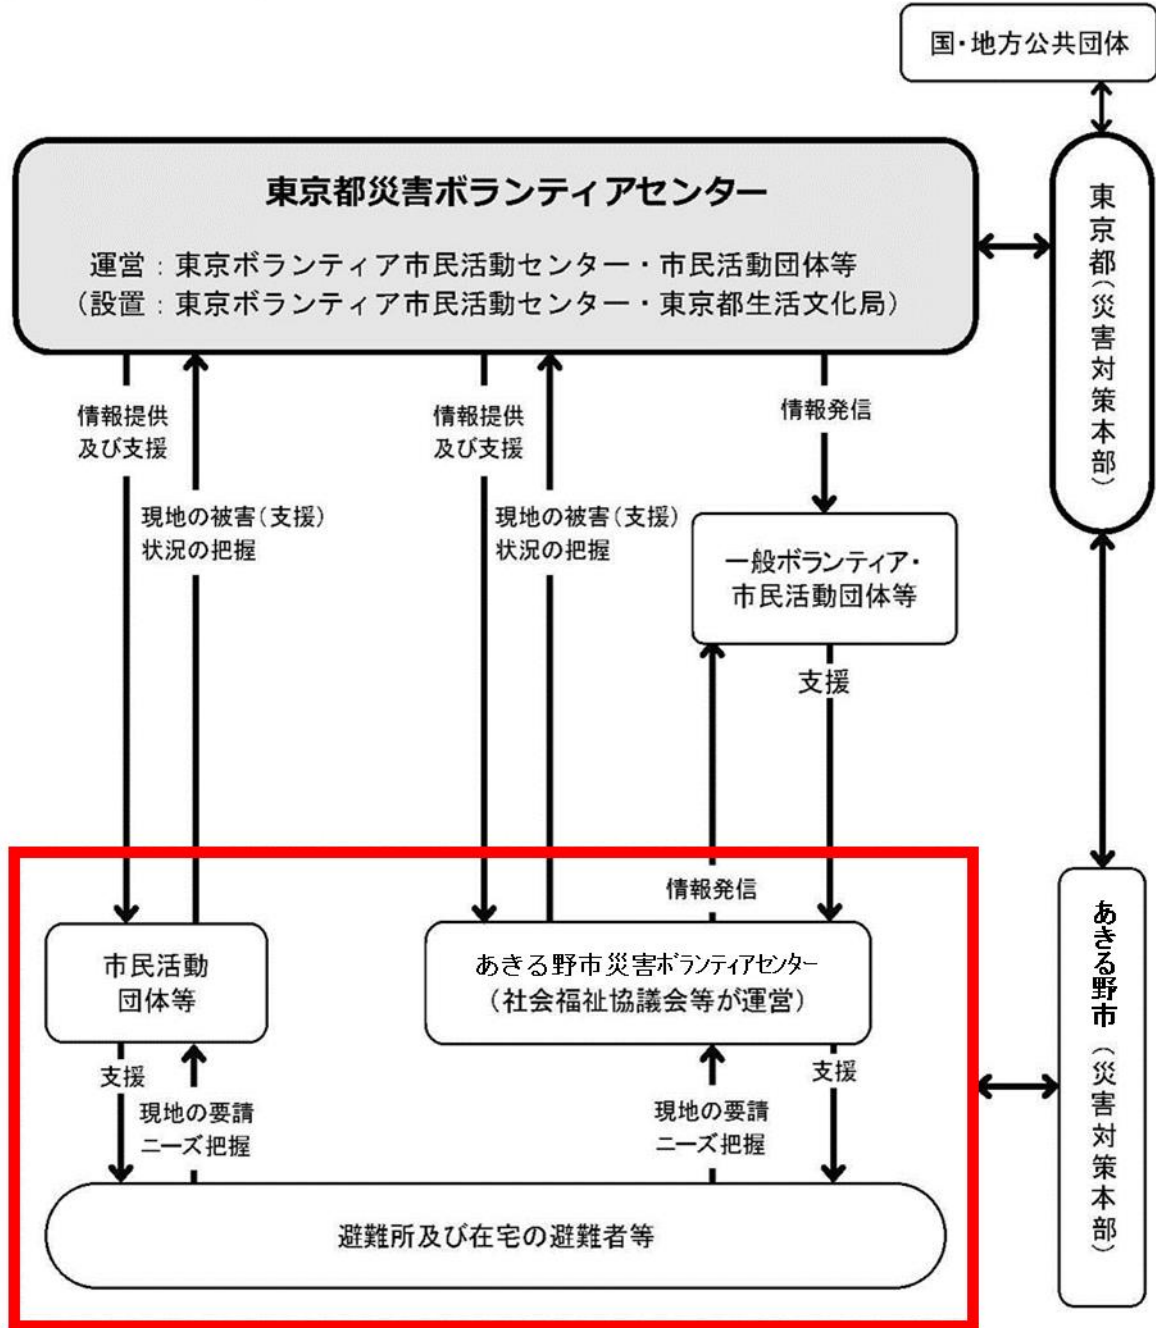 国・地方公共団体
東京都災害ボランティアセンター
運営：東京ボランティア市民活動センター・市民活動団体等
（設置：東京ボランティア市民活動センター・東京都生活文化局）
東京都（災害対策本部）
情報提供
及び支援
現地の被害（支援）
状況の把握
情報提供
及び支援
現地の被害（支援）
状況の把握
情報発信
一般ボランティア・
市民活動団体等
支援
情報発信
市民活動
団体等
あきる野市災害ボランティアセンター
（社会福祉協議会等が運営）
あきる野市（災害対策本部）
支援
現地の要請
ニーズ把握
現地の要請
ニーズ把握
支援
避難所及び在宅の避難者等